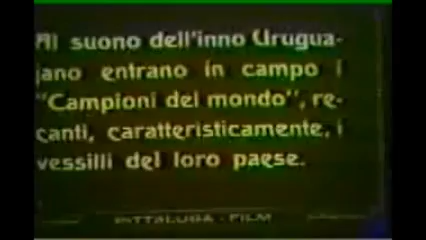 Al suono dell'inno Urugua-
jano entrano in campo i
"Campioni del mondo", re-
canti, caratteristicamente, i
vessilli del loro paese.
PITTALUGA - FILM